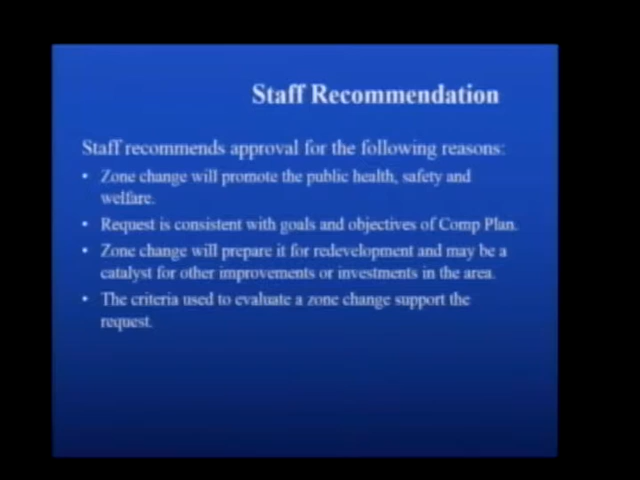 Staff Recommendation
Staff recommends approval for the following reasons:
• Zone change will promote the public health, safety and
welfare.
• Request is consistent with goals and objectives of Comp Plan.
• Zone change will prepare it for redevelopment and may be a
catalyst for other improvements or investments in the area.
• The criteria used to evaluate a zone change support the
request.